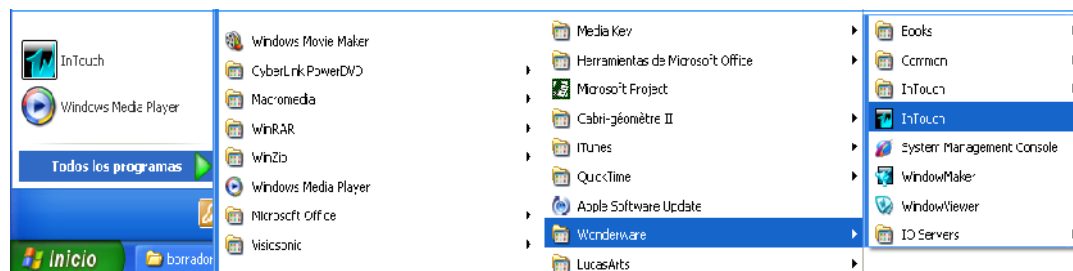 InTouch
Windows Media Player
Todos los programas
Inicio
borrador
Windows Movie Maker
CyberLink PowerDVD
Macromedia
WinRAR
WinZip
Windows Media Player
Microsoft Office
Visiosonic
Media Key
Herramientas de Microsoft Office
Microsoft Project
Cabri-géomètre II
iTunes
QuickTime
Apple Software Update
Wonderware
LucasArts
Books
Common
InTouch
InTouch
System Management Console
WindowMaker
WindowViewer
IO Servers